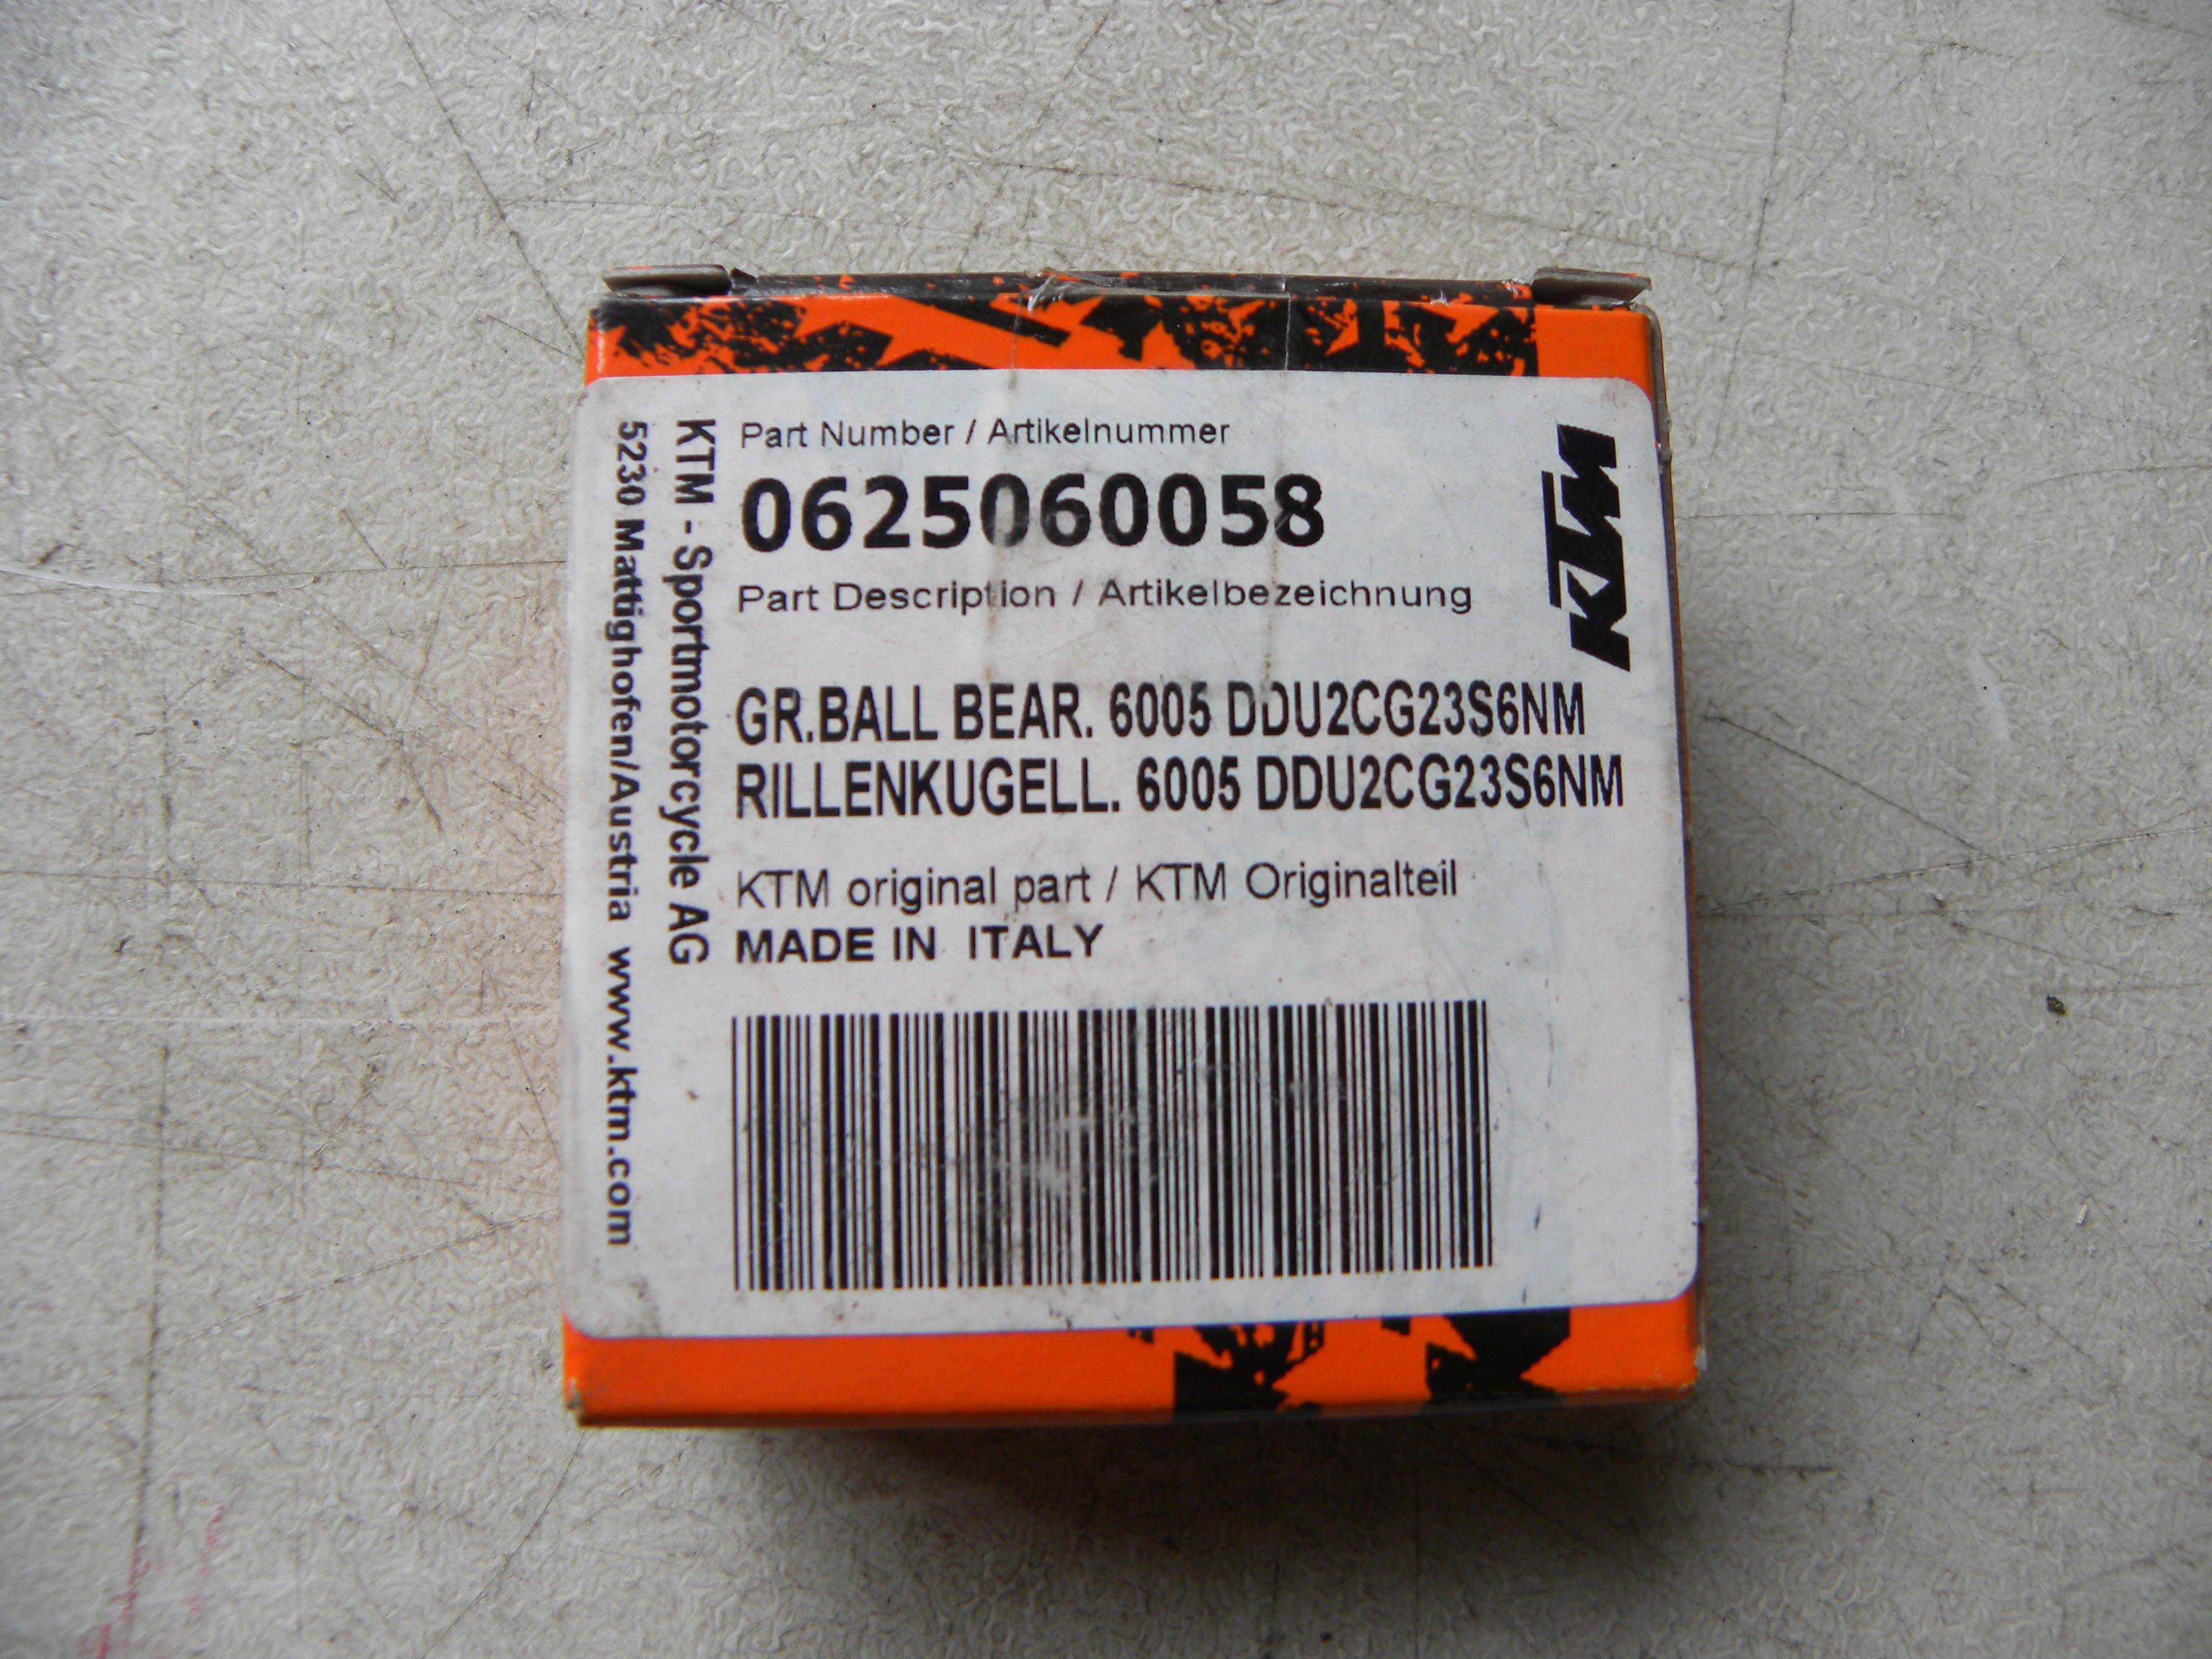 Part Number / Artikelnummer
0625060058
Part Description / Artikelbezeichnung
GR.BALL BEAR. 6005 DDU2CG23S6NM
RILLENKUGELL. 6005 DDU2CG23S6NM
KTM original part / KTM Originalteil
MADE IN ITALY
KTM - Sportmotorcycle AG
5230 Mattighofen/Austria www.ktm.com
KTM